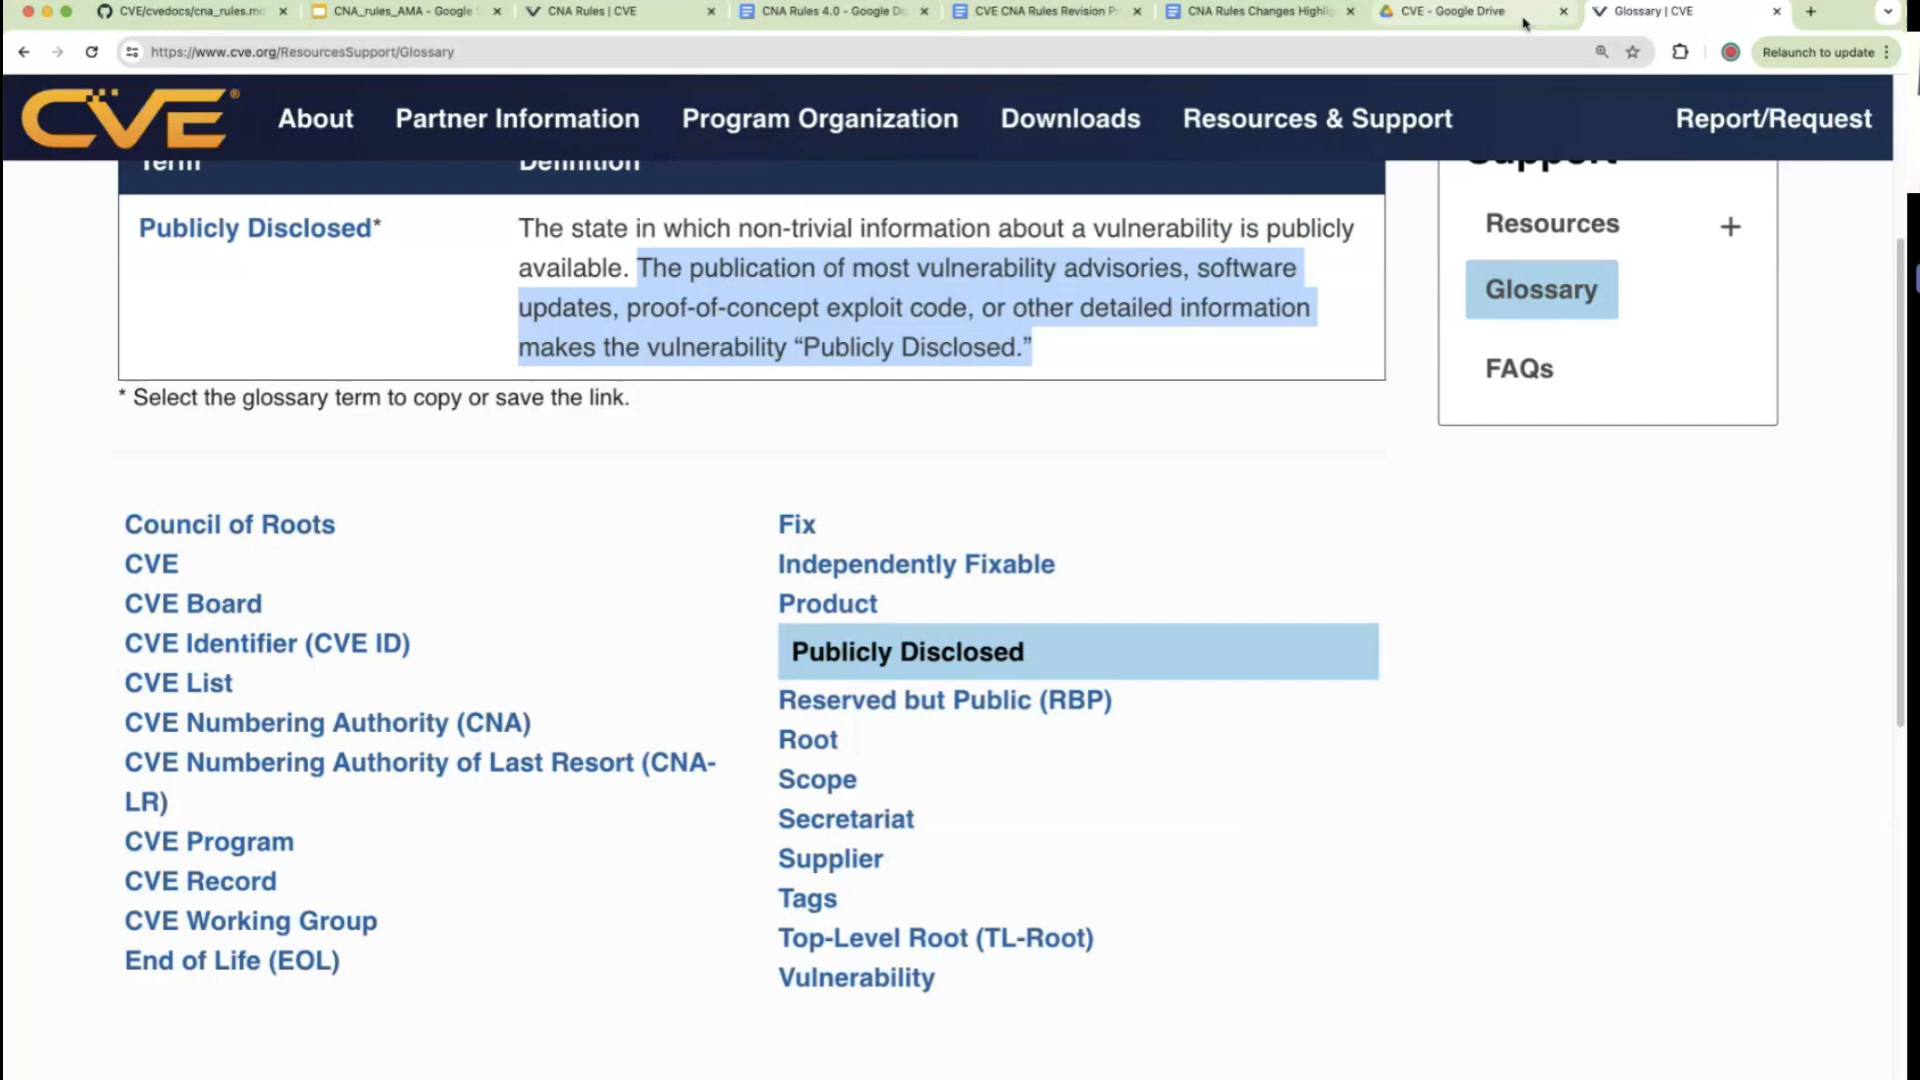 CVE/cvedocs/cna_rules.mc
CNA_rules_AMA - Google S
CNA Rules | CVE
CNA Rules 4.0 - Google Do
CVE CNA Rules Revision Pr
CNA Rules Changes Highlig
CVE - Google Drive
Glossary | CVE
https://www.cve.org/ResourcesSupport/Glossary
Relaunch to update
CVE®
About
Partner Information
Program Organization
Downloads
Resources & Support
Report/Request
Term
Definition
Publicly Disclosed*
The state in which non-trivial information about a vulnerability is publicly
available. The publication of most vulnerability advisories, software
updates, proof-of-concept exploit code, or other detailed information
makes the vulnerability “Publicly Disclosed.”
* Select the glossary term to copy or save the link.
Support
Resources +
Glossary
FAQs
Council of Roots
CVE
CVE Board
CVE Identifier (CVE ID)
CVE List
CVE Numbering Authority (CNA)
CVE Numbering Authority of Last Resort (CNA-
LR)
CVE Program
CVE Record
CVE Working Group
End of Life (EOL)
Fix
Independently Fixable
Product
Publicly Disclosed
Reserved but Public (RBP)
Root
Scope
Secretariat
Supplier
Tags
Top-Level Root (TL-Root)
Vulnerability